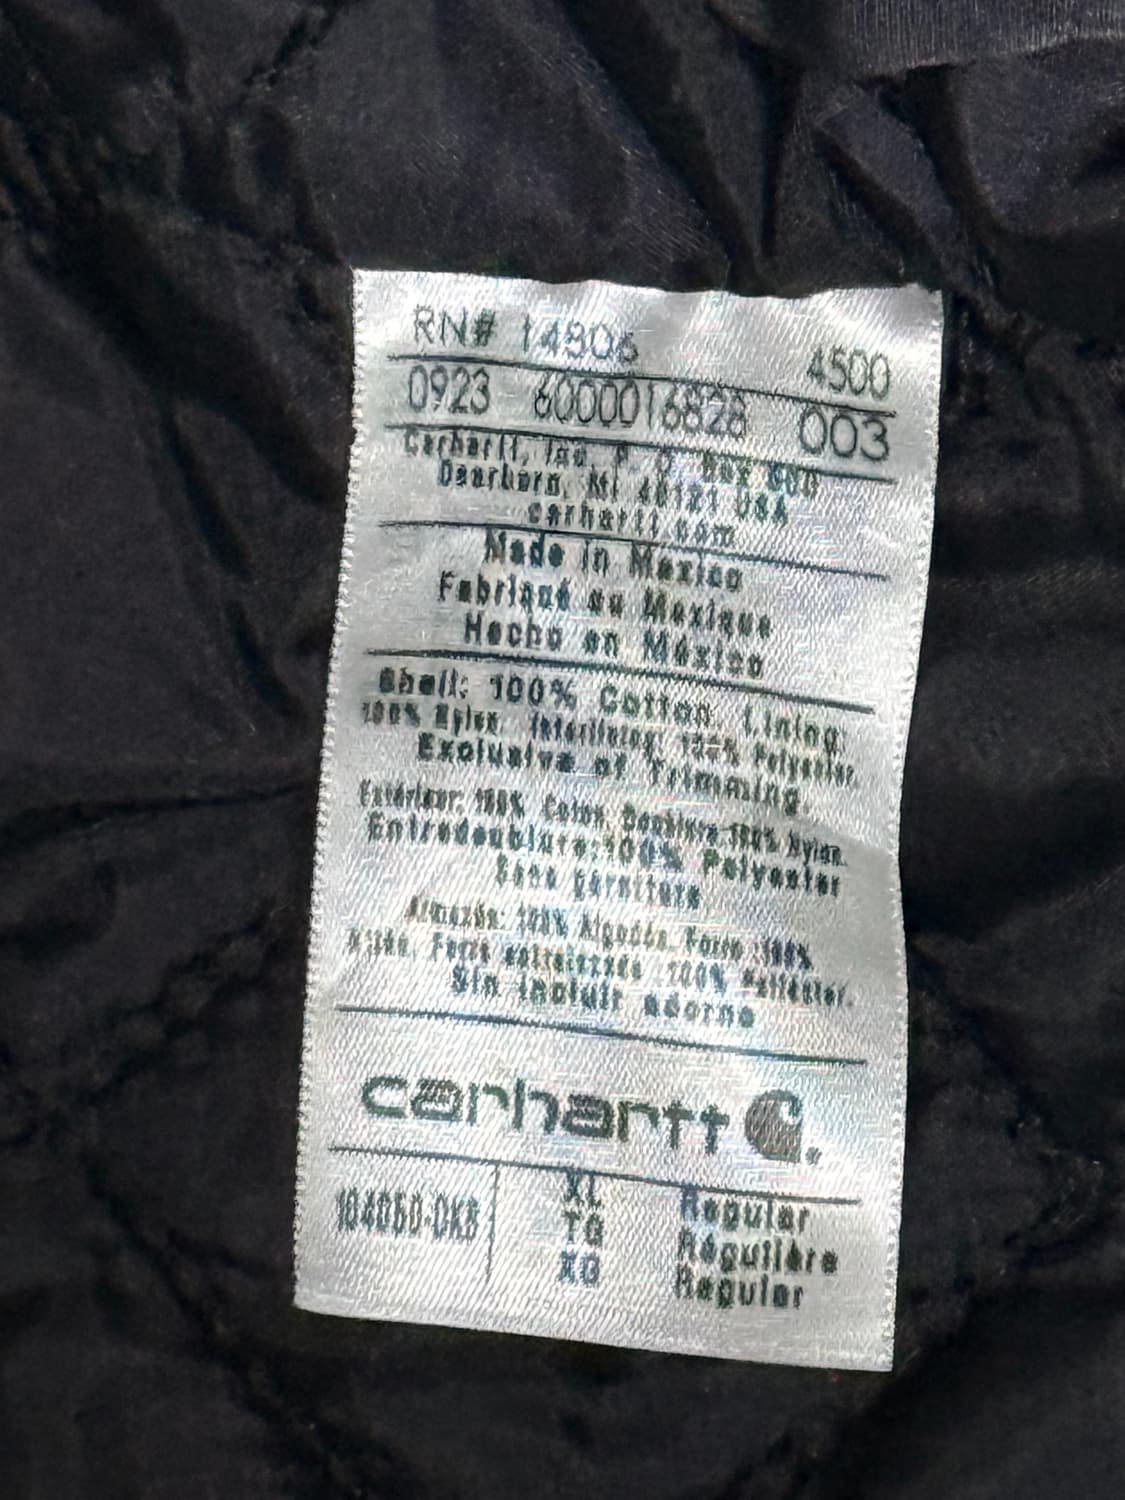 RN# 14806
4500
0923 6000016828 003
Carhartt, Inc. P. O. Box 600
Dearborn, MI 48121 USA
carhartt.com
Made in Mexico
Fabriqué au Mexique
Hecho en México
Shell: 100% Cotton. Lining:
100% Nylon. Interlining: 100% Polyester.
Exclusive of Trimming.
Extérieur: 100% Coton. Doublure: 100% Nylon.
Entredoublure: 100% Polyester
Sans garniture
Armazón: 100% Algodón. Forro: 100%
Nylon. Forro entrelazado: 100% Poliéster.
Sin incluir adorno
carhartt
104050-DKB
XL Regular
TG Régulière
XG Regular